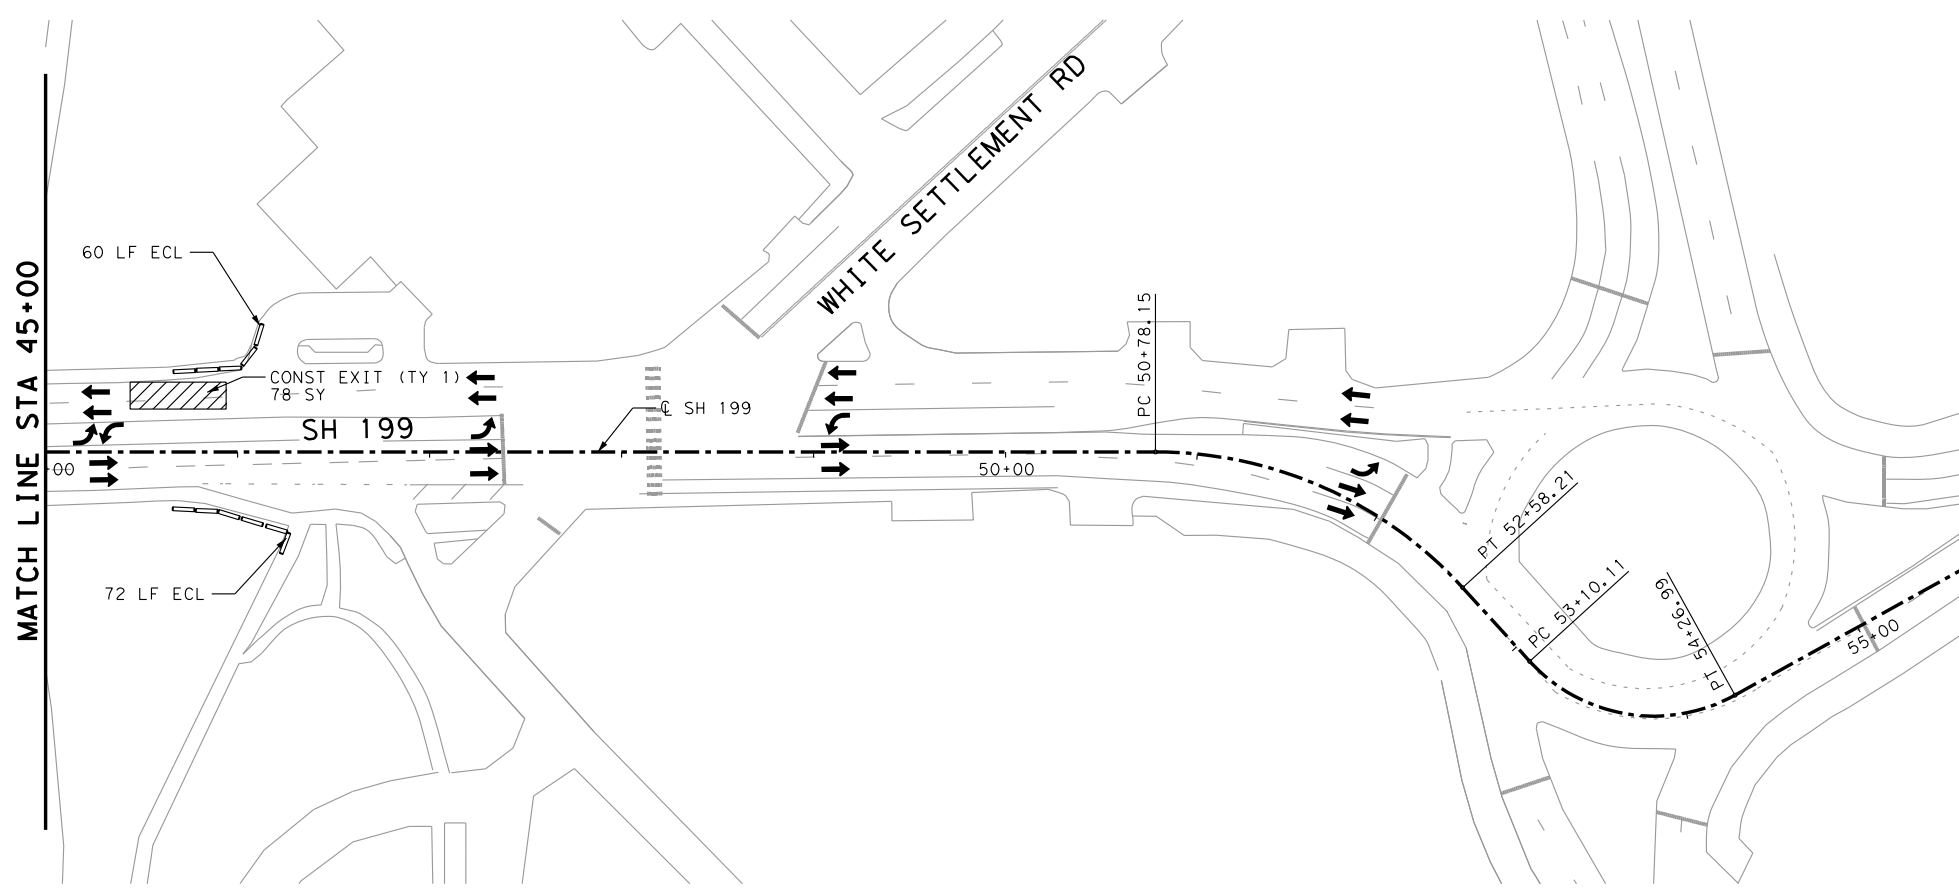 MATCH LINE STA 45+00
60 LF ECL
CONST EXIT (TY 1)
78 SY
SH 199
00
72 LF ECL
℄ SH 199
WHITE SETTLEMENT RD
50+00
PC 50+78.15
PT 52+58.21
PC 53+10.11
PT 54+26.99
55+00